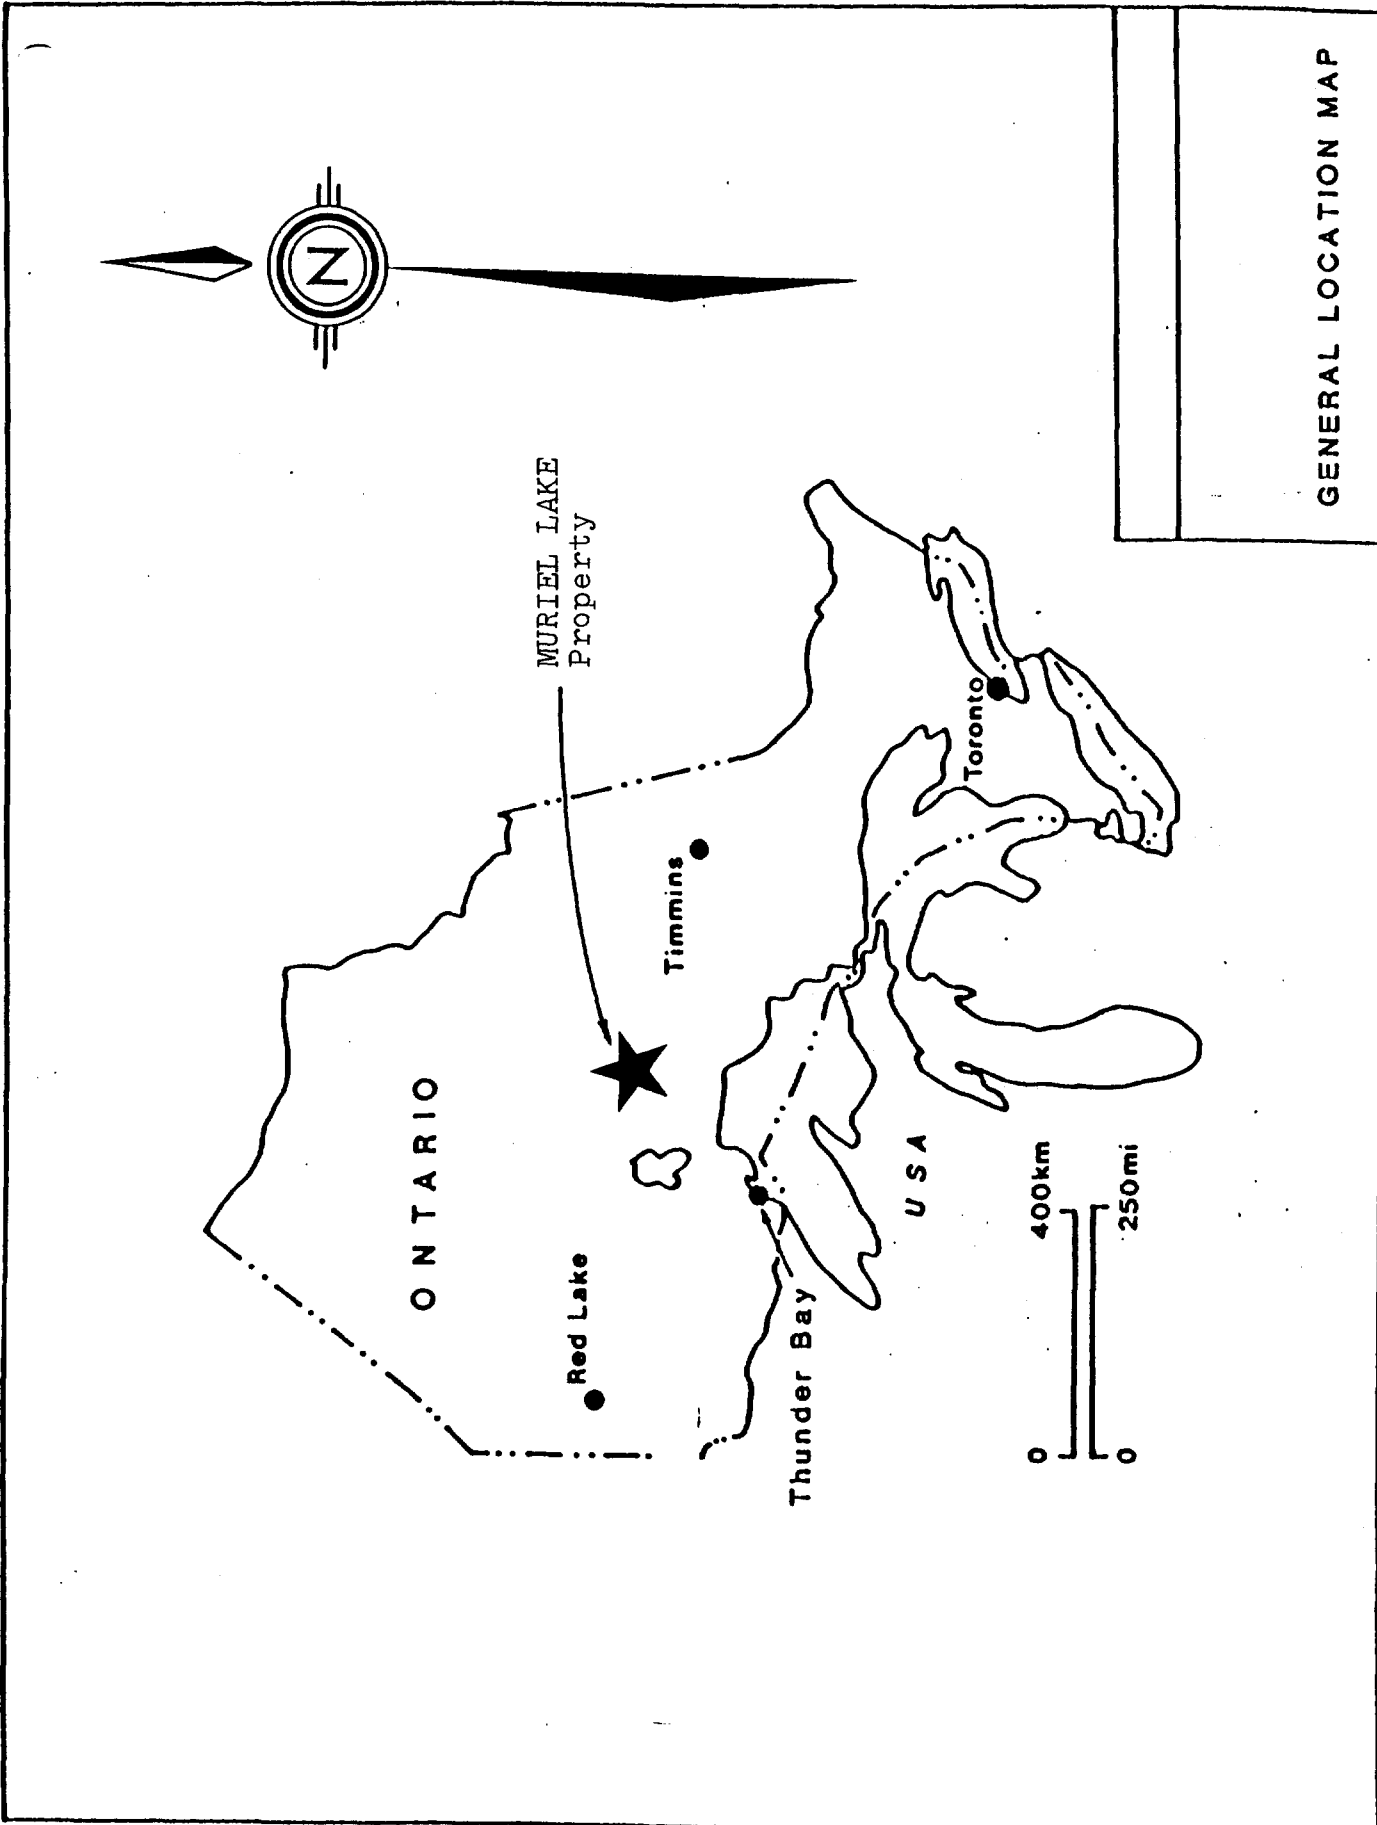 N
MURIEL LAKE
Property
ONTARIO
Red Lake
Timmins
Thunder Bay
Toronto
USA
0 400km
0 250mi
GENERAL LOCATION MAP